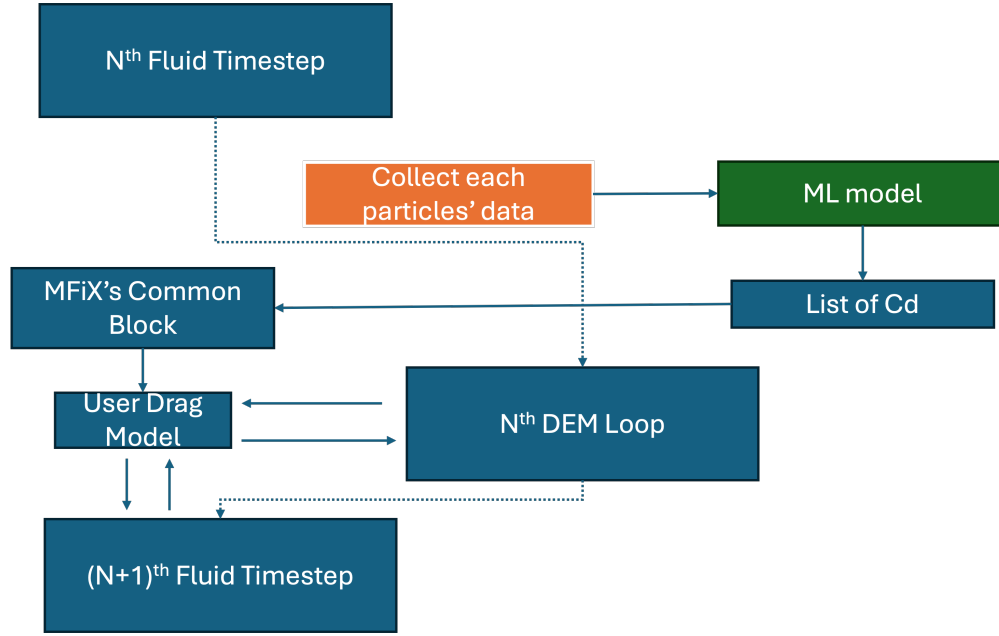 Nth Fluid Timestep
Collect each
particles’ data
ML model
MFiX’s Common
Block
List of Cd
User Drag
Model
Nth DEM Loop
(N+1)th Fluid Timestep